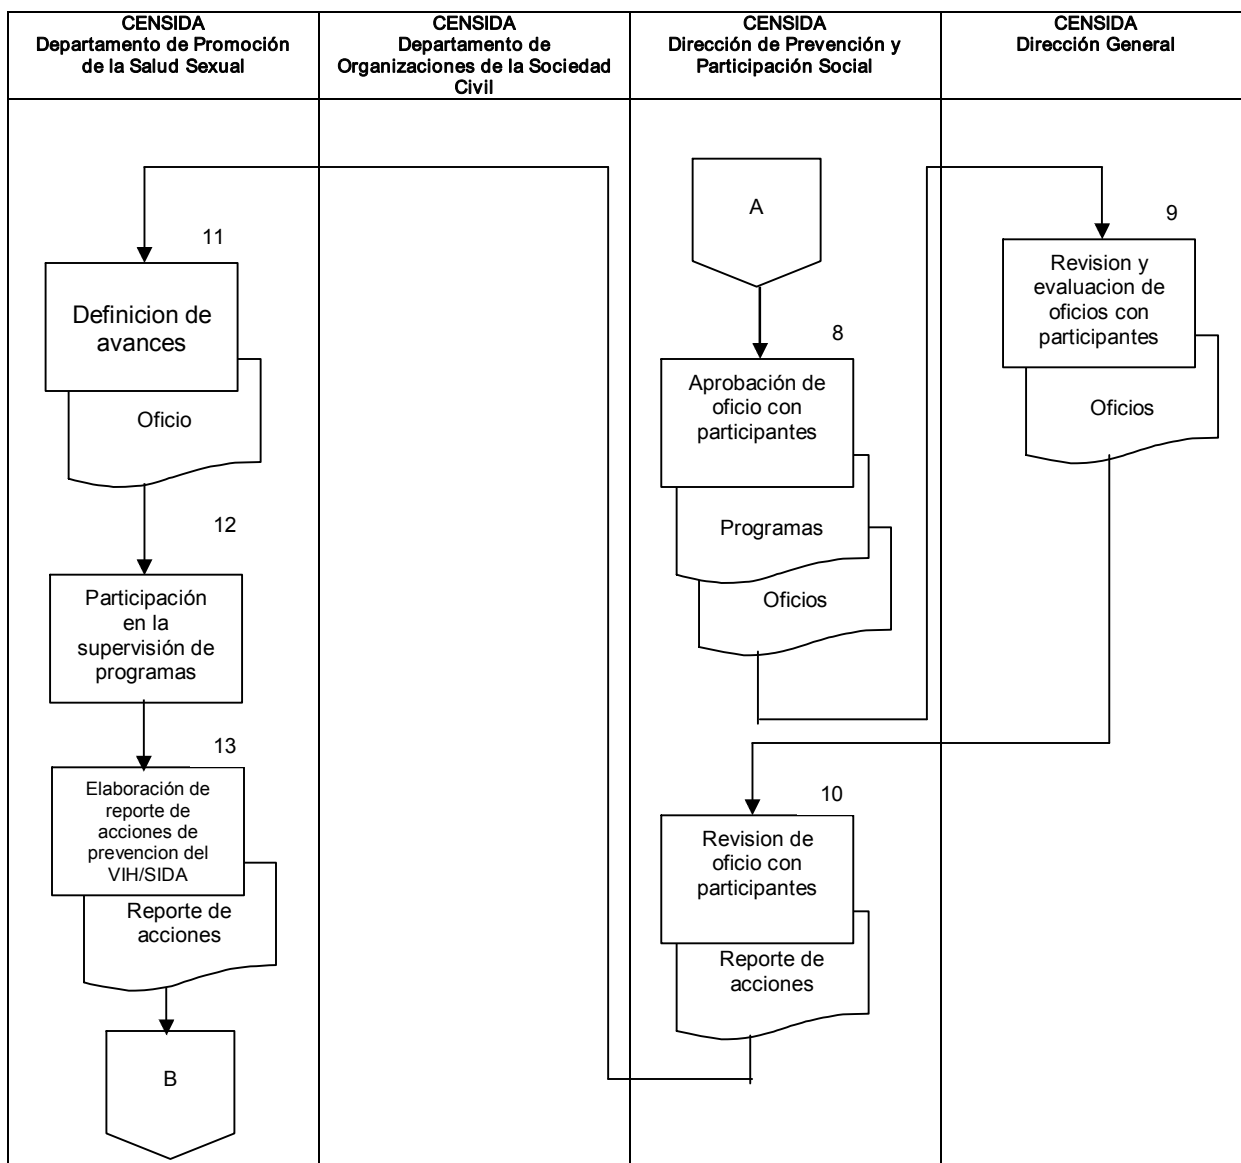 CENSIDA
Departamento de Promoción
de la Salud Sexual
CENSIDA
Departamento de
Organizaciones de la Sociedad
Civil
CENSIDA
Dirección de Prevención y
Participación Social
CENSIDA
Dirección General
A
8
Aprobación de
oficio con
participantes
Programas
Oficios
9
Revision y
evaluacion de
oficios con
participantes
Oficios
10
Revision de
oficio con
participantes
Reporte de
acciones
11
Definicion de
avances
Oficio
12
Participación
en la
supervisión de
programas
13
Elaboración de
reporte de
acciones de
prevencion del
VIH/SIDA
Reporte de
acciones
B